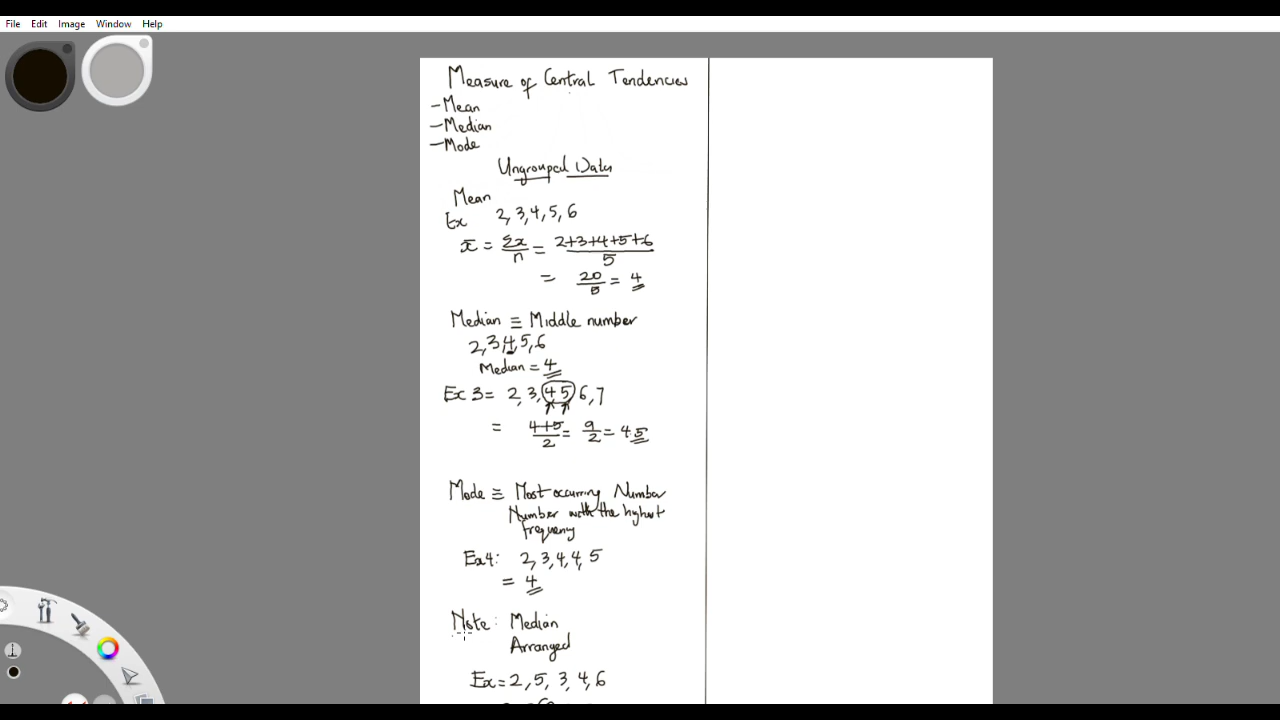 File Edit Image Window Help
Measure of Central Tendencies
- Mean
- Median
- Mode
Ungrouped Data
Mean
Ex 2, 3, 4, 5, 6
x̄ = Σx/n = 2+3+4+5+6/5
= 20/5 = 4
Median ≡ Middle number
2, 3, 4, 5, 6
Median = 4
Ex 3 = 2, 3, 4 5 6, 7
= 4+5/2 = 9/2 = 4 5
Mode ≡ Most occurring Number
Number with the highest
frequency
Ex4: 2, 3, 4, 4, 5
= 4
Note: Median
Arranged
Ex = 2, 5, 3, 4, 6